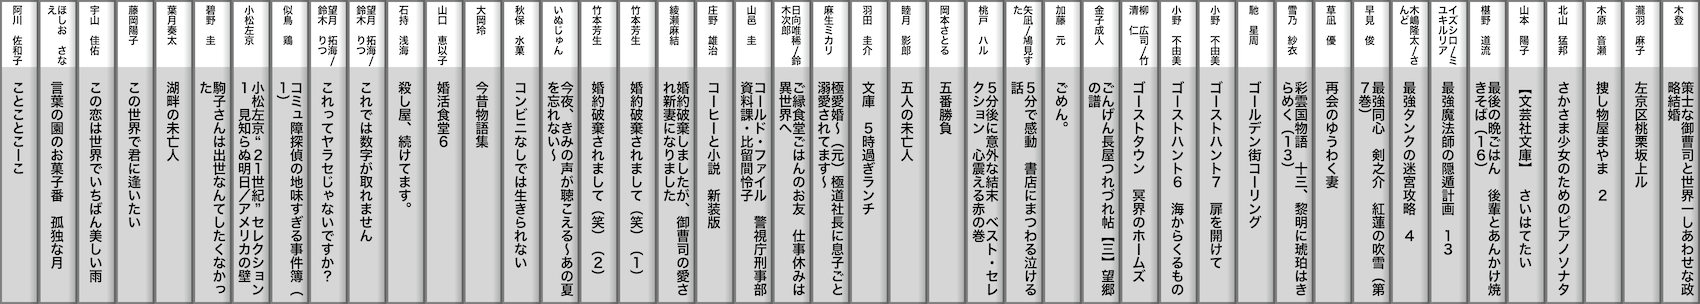 木登
策士な御曹司と世界一しあわせな政
略結婚
瀧羽 麻子
左京区桃栗坂上ル
木原 音瀬
捜し物屋まやま 2
北山 猛邦
さかさま少女のためのピアノソナタ
山本 陽子
【文芸社文庫】 さいはてたい
椹野 道流
最後の晩ごはん 後輩とあんかけ焼
きそば(16)
イズシロ/ミ
ユキルリア
最強魔法師の隠遁計画 13
木嶋隆太/さ
んど
最強タンクの迷宮攻略 4
早見 俊
最強同心 剣之介 紅蓮の吹雪(第
7巻)
草凪 優
再会のゆうわく妻
雪乃 紗衣
彩雲国物語 十三、黎明に琥珀はき
らめく(13)
馳 星周
ゴールデン街コーリング
小野 不由美
ゴーストハント7 扉を開けて
小野 不由美
ゴーストハント6 海からくるもの
柳 広司/竹
清 仁
ゴーストタウン 冥界のホームズ
金子成人
ごんげん長屋つれづれ帖【三】望郷
の譜
加藤 元
ごめん。
矢凪/鳩見す
た
5分で感動 書店にまつわる泣ける
話
桃戸 ハル
5分後に意外な結末 ベスト・セレ
クション 心震える赤の巻
岡本さとる
五番勝負
睦月 影郎
五人の未亡人
羽田 圭介
文庫 5時過ぎランチ
麻生ミカリ
極愛婚～(元)極道社長に息子ごと
溺愛されてます～
日向唯稀/鈴
木次郎
ご縁食堂ごはんのお友 仕事休みは
異世界へ
山邑 圭
コールド・ファイル 警視庁刑事部
資料課・比留間怜子
庄野 雄治
コーヒーと小説 新装版
綾瀬麻結
婚約破棄しましたが、御曹司の愛さ
れ新妻になりました
竹本芳生
婚約破棄されまして(笑)(1)
竹本芳生
婚約破棄されまして(笑)(2)
いぬじゅん
今夜、きみの声が聴こえる～あの夏
を忘れない～
秋保 水菓
コンビニなしでは生きられない
大岡玲
今昔物語集
山口 恵以子
婚活食堂6
石持 浅海
殺し屋、続けてます。
望月 拓海/
鈴木 りつ
これでは数字が取れません
望月 拓海/
鈴木 りつ
これってヤラセじゃないですか?
似鳥 鶏
コミュ障探偵の地味すぎる事件簿(
1)
小松左京
小松左京“21世紀”セレクション
1 見知らぬ明日/アメリカの壁
碧野 圭
駒子さんは出世なんてしたくなかっ
た
葉月奏太
湖畔の未亡人
藤岡陽子
この世界で君に逢いたい
宇山 佳佑
この恋は世界でいちばん美しい雨
ほしお さな
え
言葉の園のお菓子番 孤独な月
阿川 佐和子
ことことこーこ